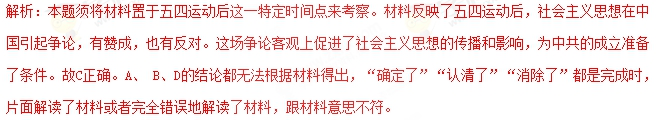 解析：本题须将材料置于五四运动后这一特定时间点来考察。材料反映了五四运动后，社会主义思想在中
国引起争论，有赞成，也有反对。这场争论客观上促进了社会主义思想的传播和影响，为中共的成立准备
了条件。故C正确。A、 B、D的结论都无法根据材料得出，“确定了”“认清了”“消除了”都是完成时，
片面解读了材料或者完全错误地解读了材料，跟材料意思不符。